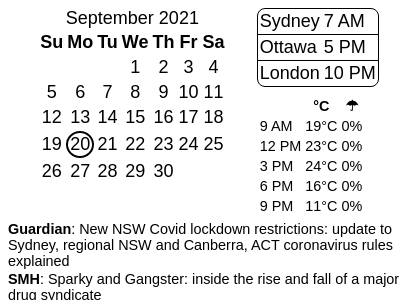 September 2021
Su Mo Tu We Th Fr Sa
1 2 3 4
5 6 7 8 9 10 11
12 13 14 15 16 17 18
19 20 21 22 23 24 25
26 27 28 29 30
Sydney 7 AM
Ottawa 5 PM
London 10 PM
°C ☂
9 AM 19°C 0%
12 PM 23°C 0%
3 PM 24°C 0%
6 PM 16°C 0%
9 PM 11°C 0%
Guardian: New NSW Covid lockdown restrictions: update to
Sydney, regional NSW and Canberra, ACT coronavirus rules
explained
SMH: Sparky and Gangster: inside the rise and fall of a major
drug syndicate